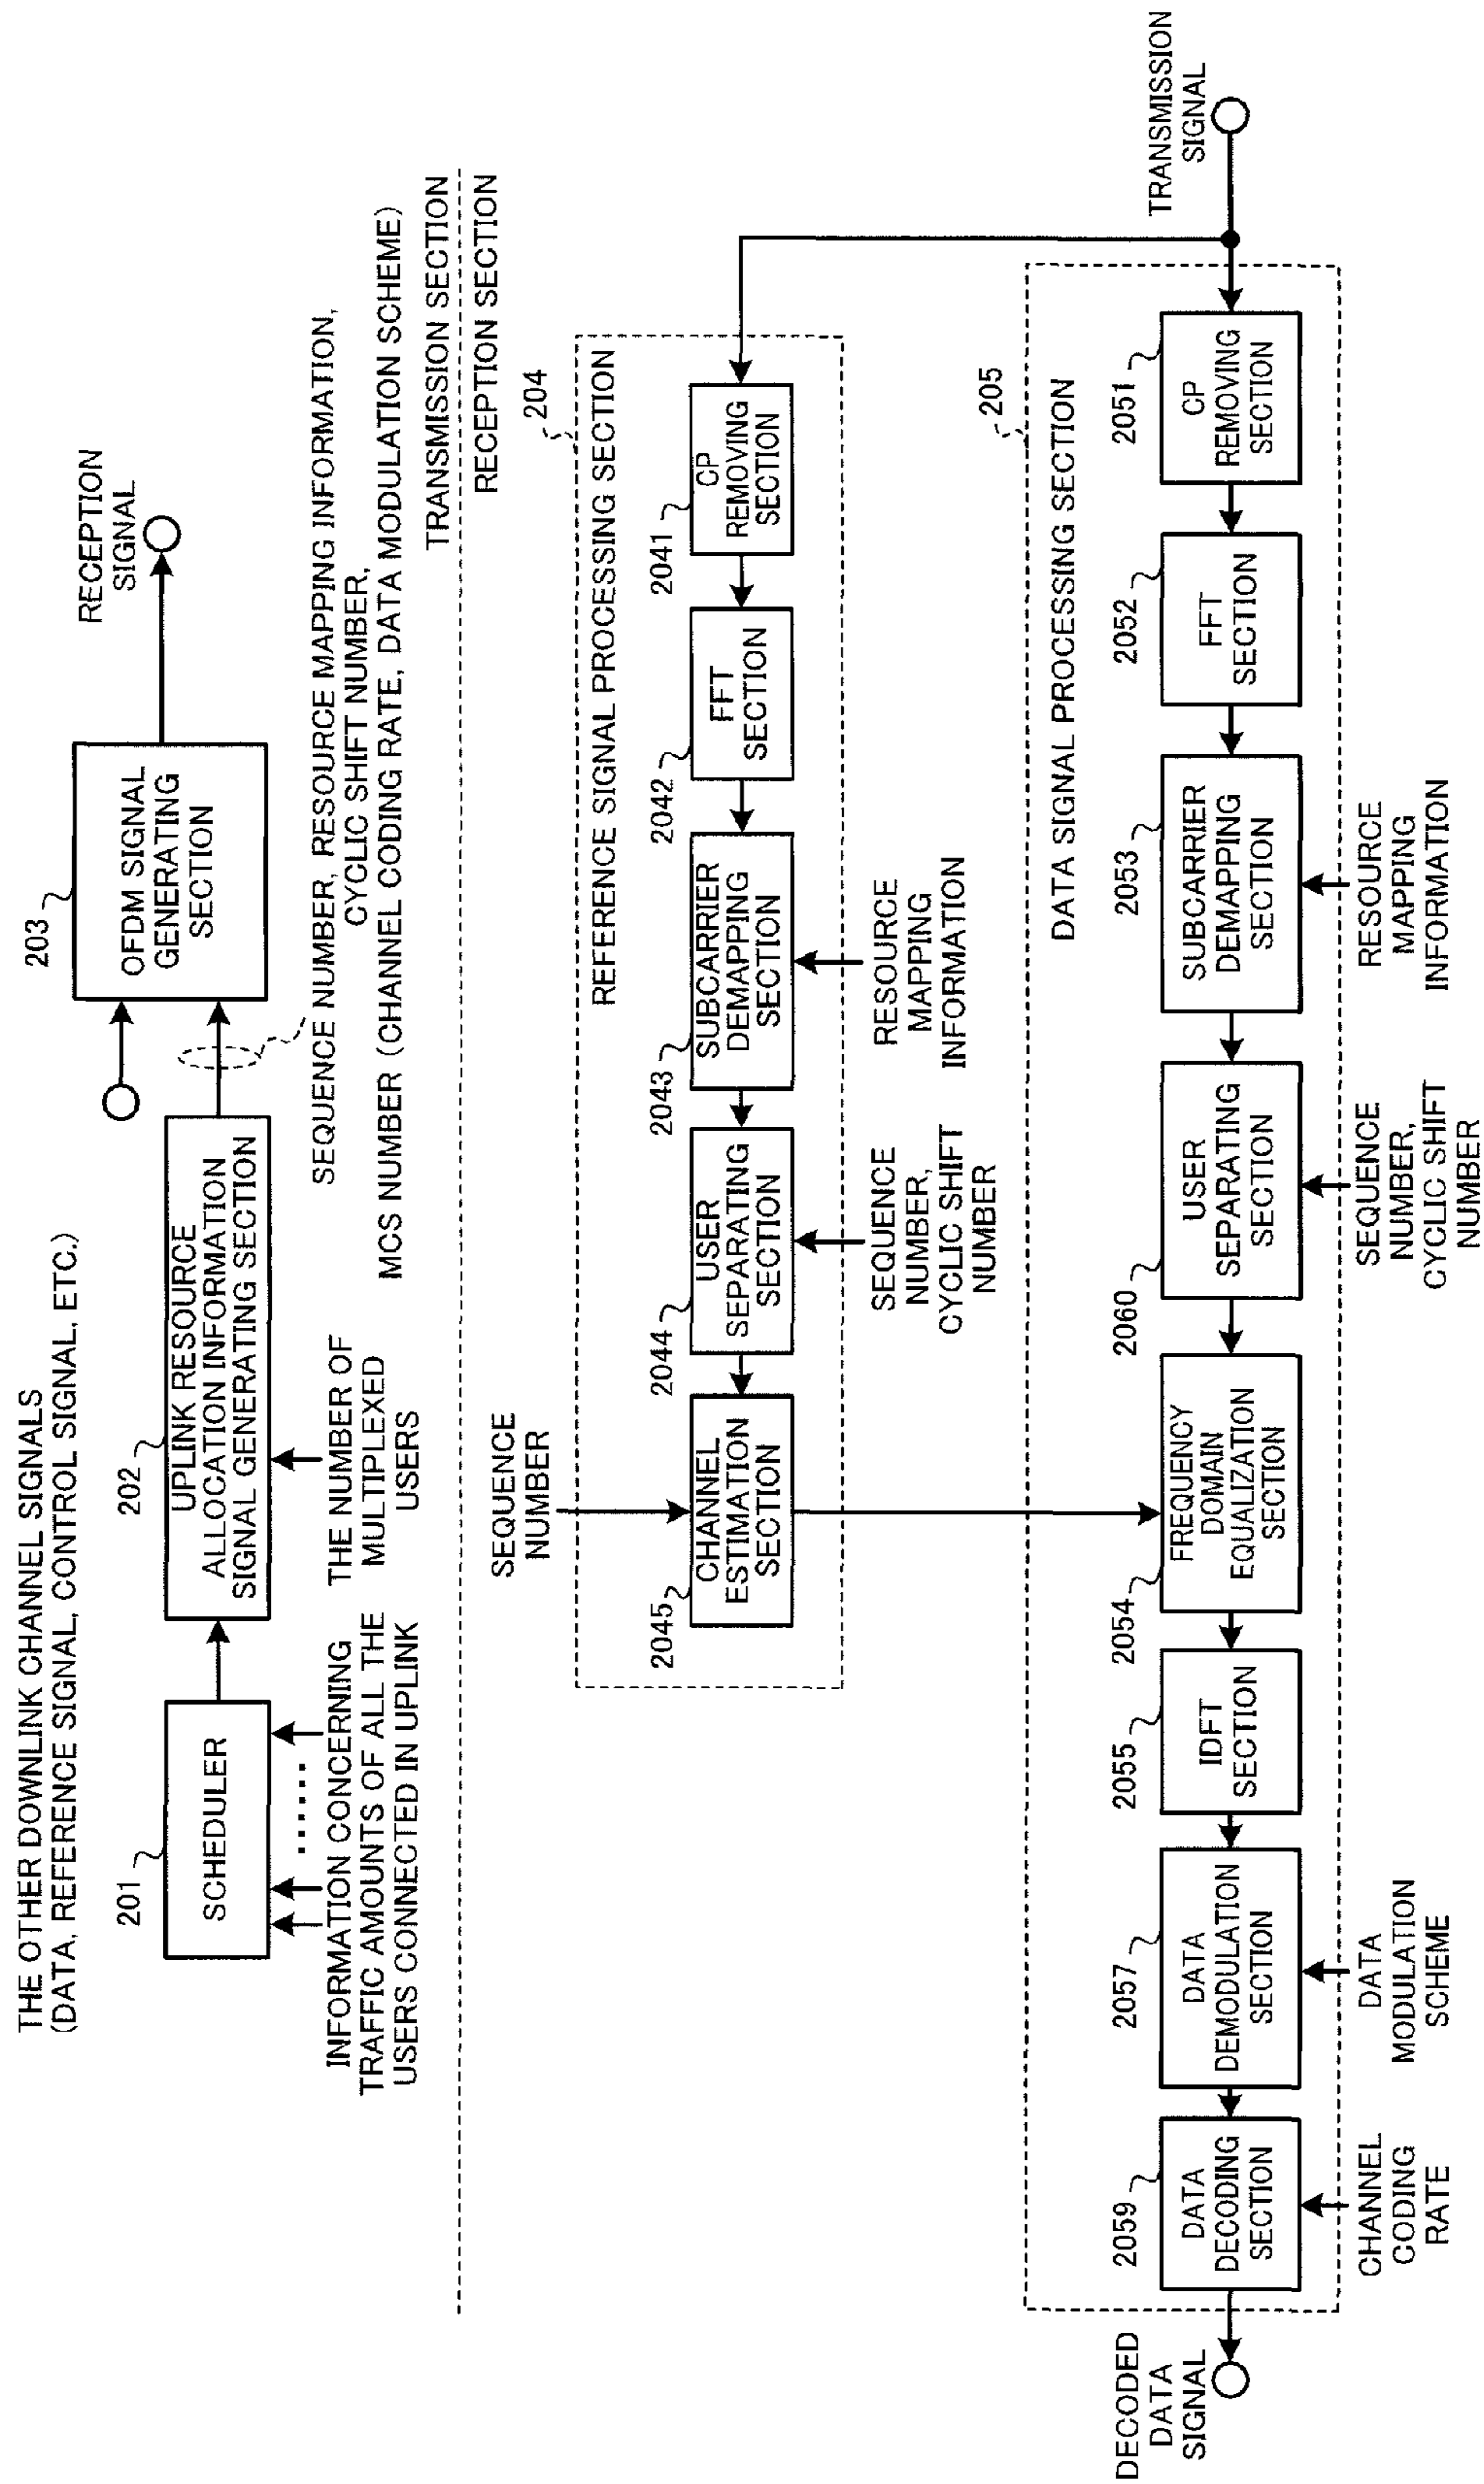 THE OTHER DOWNLINK CHANNEL SIGNALS
(DATA, REFERENCE SIGNAL, CONTROL SIGNAL, ETC.)
201
SCHEDULER
INFORMATION CONCERNING
TRAFFIC AMOUNTS OF ALL THE
USERS CONNECTED IN UPLINK
202
UPLINK RESOURCE
ALLOCATION INFORMATION
SIGNAL GENERATING SECTION
THE NUMBER OF
MULTIPLEXED
USERS
203
OFDM SIGNAL
GENERATING
SECTION
RECEPTION
SIGNAL
SEQUENCE NUMBER, RESOURCE MAPPING INFORMATION,
CYCLIC SHIFT NUMBER,
MCS NUMBER (CHANNEL CODING RATE, DATA MODULATION SCHEME)
TRANSMISSION SECTION
RECEPTION SECTION
204
REFERENCE SIGNAL PROCESSING SECTION
SEQUENCE
NUMBER
2045
CHANNEL
ESTIMATION
SECTION
2044
USER
SEPARATING
SECTION
SEQUENCE
NUMBER,
CYCLIC SHIFT
NUMBER
2043
SUBCARRIER
DEMAPPING
SECTION
RESOURCE
MAPPING
INFORMATION
2042
FFT
SECTION
2041
CP
REMOVING
SECTION
TRANSMISSION
SIGNAL
205
DATA SIGNAL PROCESSING SECTION
DECODED
DATA
SIGNAL
2059
DATA
DECODING
SECTION
CHANNEL
CODING
RATE
2057
DATA
DEMODULATION
SECTION
DATA
MODULATION
SCHEME
2055
IDFT
SECTION
2054
FREQUENCY
DOMAIN
EQUALIZATION
SECTION
2060
USER
SEPARATING
SECTION
SEQUENCE
NUMBER,
CYCLIC SHIFT
NUMBER
2053
SUBCARRIER
DEMAPPING
SECTION
RESOURCE
MAPPING
INFORMATION
2052
FFT
SECTION
2051
CP
REMOVING
SECTION